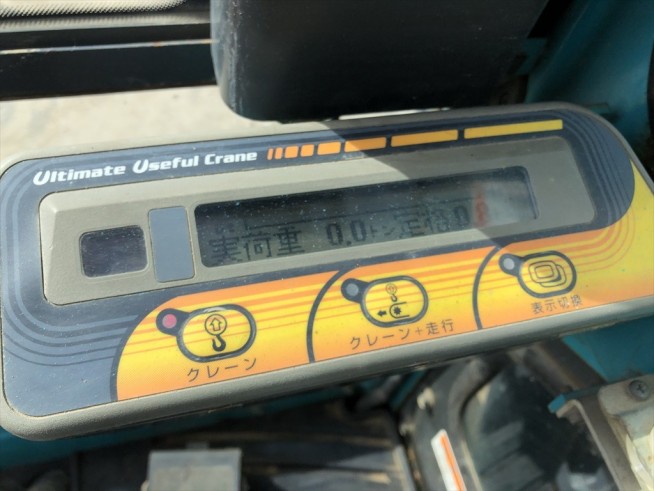 Ultimate Useful Crane
実荷重 0.0トン定格0
クレーン
クレーン+走行
表示切換